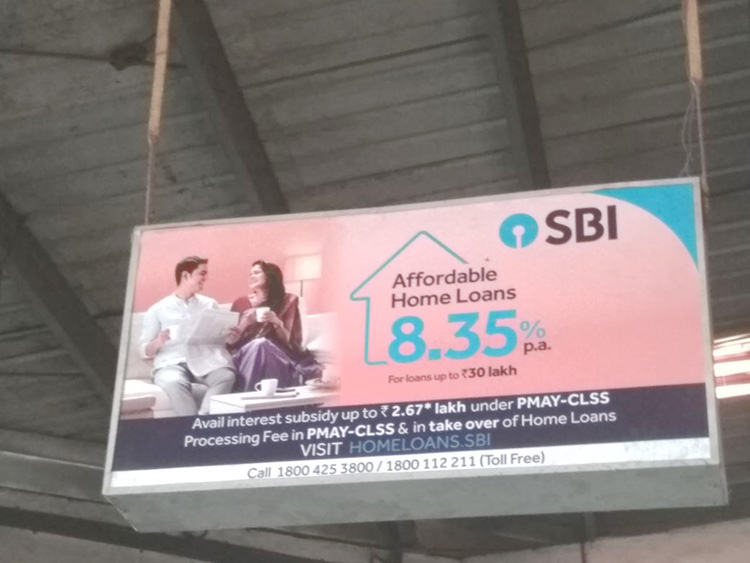 SBI
Affordable
Home Loans
8.35% p.a.
For loans up to ₹30 lakh
Avail interest subsidy up to ₹ 2.67* lakh under PMAY-CLSS
Processing Fee in PMAY-CLSS & in take over of Home Loans
VISIT HOMELOANS.SBI
Call 1800 425 3800 / 1800 112 211 (Toll Free)